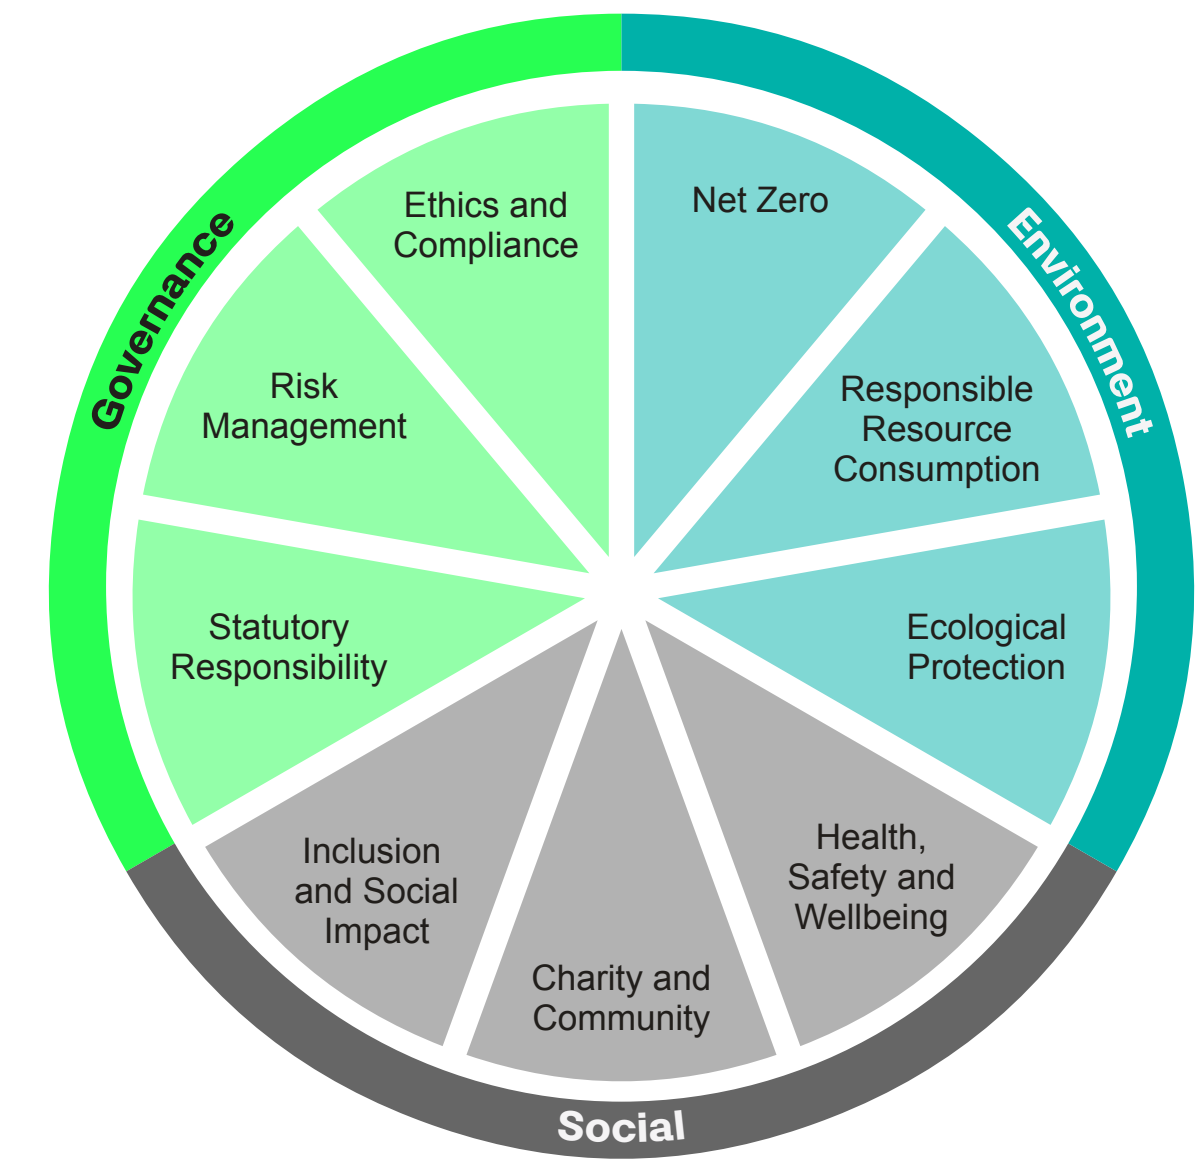 Governance
Environment
Social
Ethics and
Compliance
Net Zero
Risk
Management
Responsible
Resource
Consumption
Statutory
Responsibility
Ecological
Protection
Inclusion
and Social
Impact
Health,
Safety and
Wellbeing
Charity and
Community